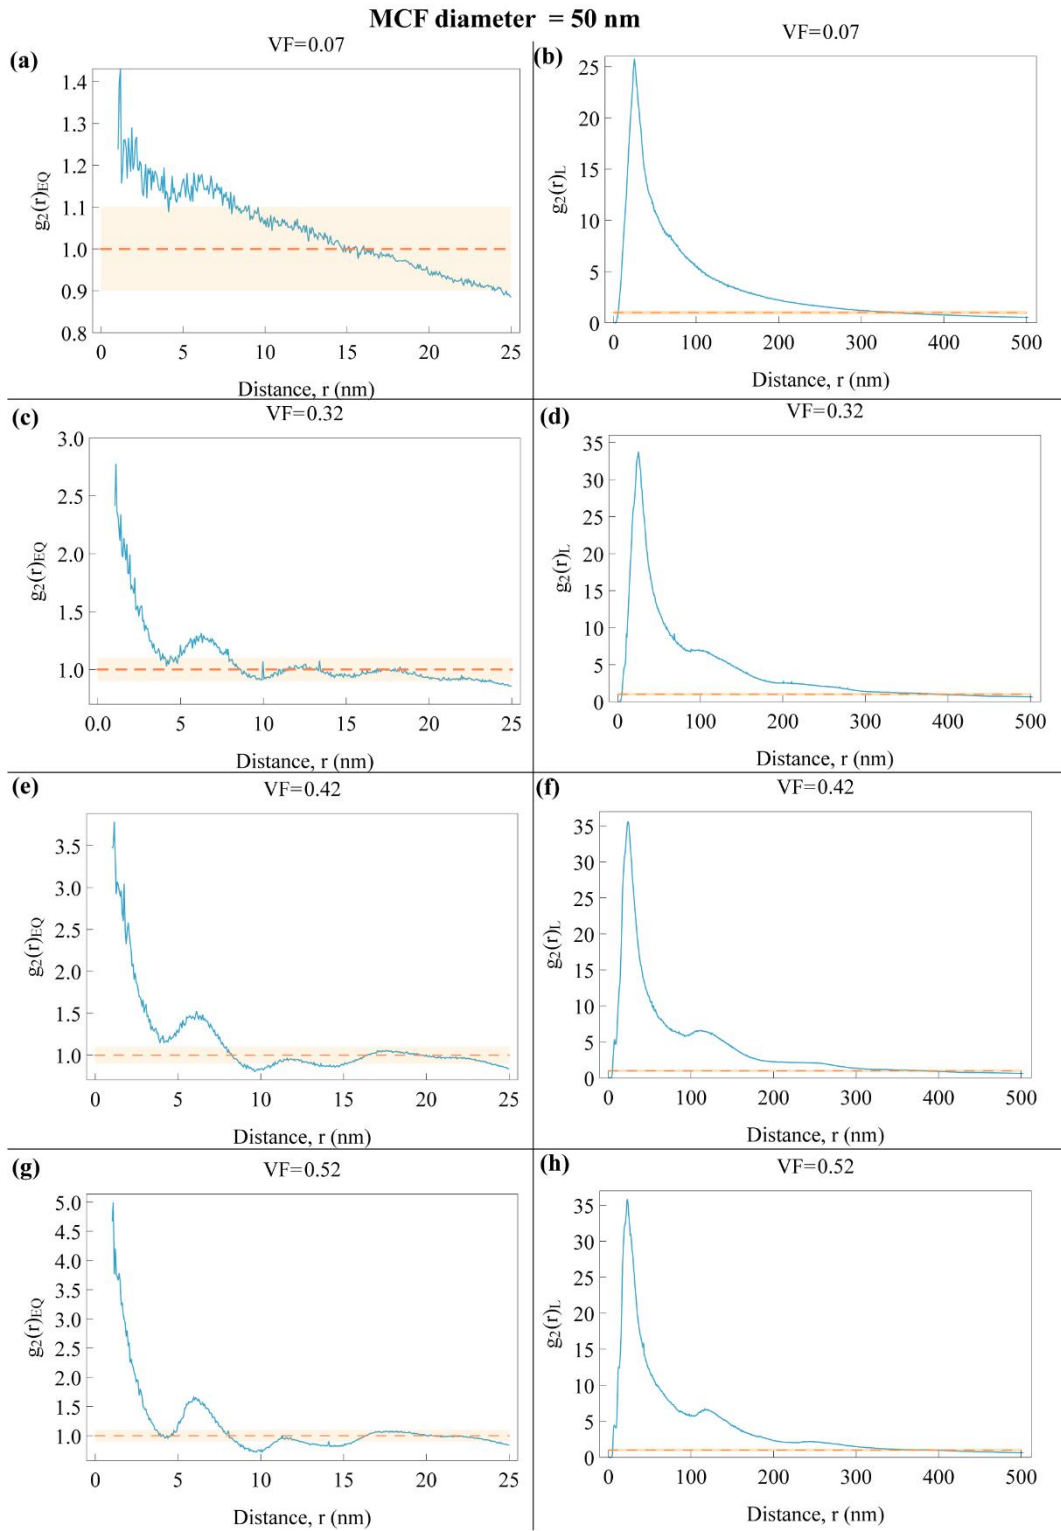 MCF diameter = 50 nm
(a)
VF=0.07
g2(r)EQ
1.4
1.3
1.2
1.1
1.0
0.9
0.8
0 5 10 15 20 25
Distance, r (nm)
(b)
VF=0.07
g2(r)L
25
20
15
10
5
0
0 100 200 300 400 500
Distance, r (nm)
(c)
VF=0.32
g2(r)EQ
3.0
2.5
2.0
1.5
1.0
0.0 5 10 15 20 25
Distance, r (nm)
(d)
VF=0.32
g2(r)L
35
30
25
20
15
10
5
0
0 100 200 300 400 500
Distance, r (nm)
(e)
VF=0.42
g2(r)EQ
3.5
3.0
2.5
2.0
1.5
1.0
0 5 10 15 20 25
Distance, r (nm)
(f)
VF=0.42
g2(r)L
35
30
25
20
15
10
5
0
0 100 200 300 400 500
Distance, r (nm)
(g)
VF=0.52
g2(r)EQ
5.0
4.5
4.0
3.5
3.0
2.5
2.0
1.5
1.0
0 5 10 15 20 25
Distance, r (nm)
(h)
VF=0.52
g2(r)L
35
30
25
20
15
10
5
0
0 100 200 300 400 500
Distance, r (nm)